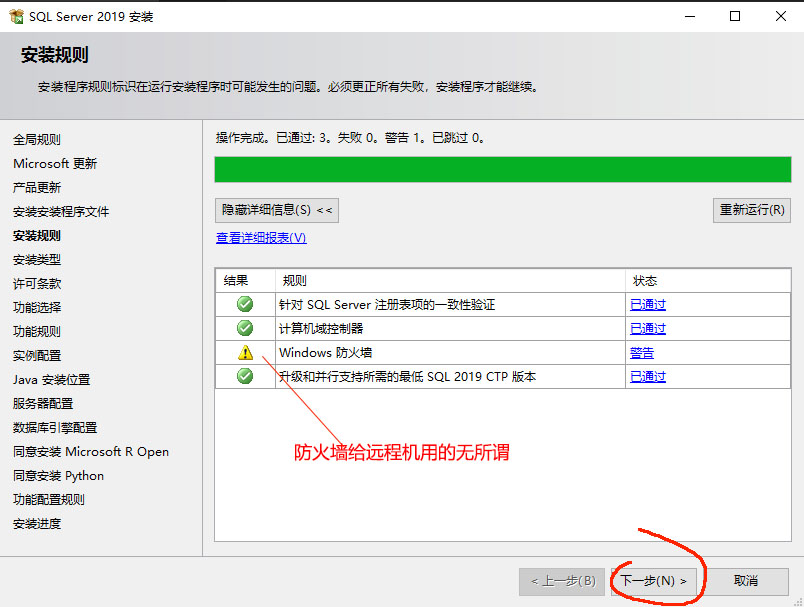 SQL Server 2019 安装
安装规则
安装程序规则标识在运行安装程序时可能发生的问题。必须更正所有失败，安装程序才能继续。
全局规则
Microsoft 更新
产品更新
安装安装程序文件
安装规则
安装类型
许可条款
功能选择
功能规则
实例配置
Java 安装位置
服务器配置
数据库引擎配置
同意安装 Microsoft R Open
同意安装 Python
功能配置规则
安装进度
操作完成。已通过: 3。失败 0。警告 1。已跳过 0。
隐藏详细信息(S) <<
重新运行(R)
查看详细报表(V)
结果 规则 状态
针对 SQL Server 注册表项的一致性验证 已通过
计算机域控制器 已通过
Windows 防火墙 警告
升级和并行支持所需的最低 SQL 2019 CTP 版本 已通过
防火墙给远程机用的无所谓
< 上一步(B) 下一步(N) > 取消